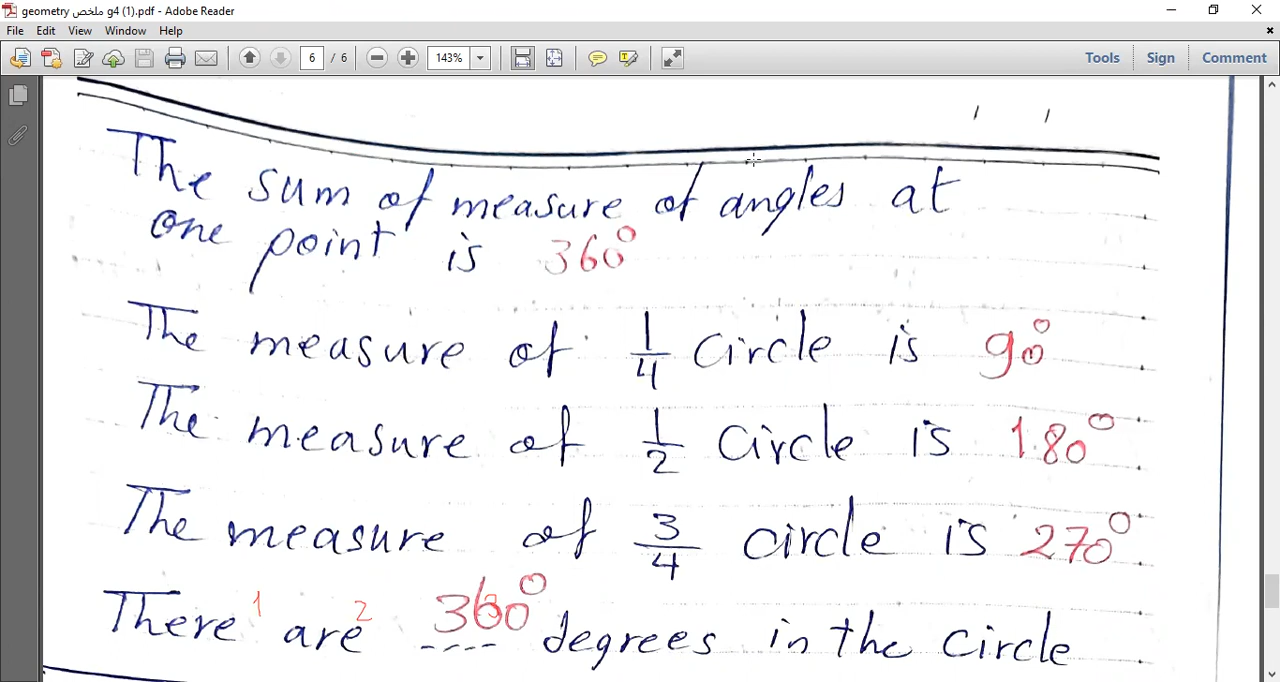 geometry ملخص g4 (1).pdf - Adobe Reader
File Edit View Window Help
6 / 6 143% Tools Sign Comment
The sum of measure of angles at
one point is 360°
The measure of 1/4 circle is 90°
The measure of 1/2 circle is 180°
The measure of 3/4 circle is 270°
There 1 are 2 360° degrees in the circle